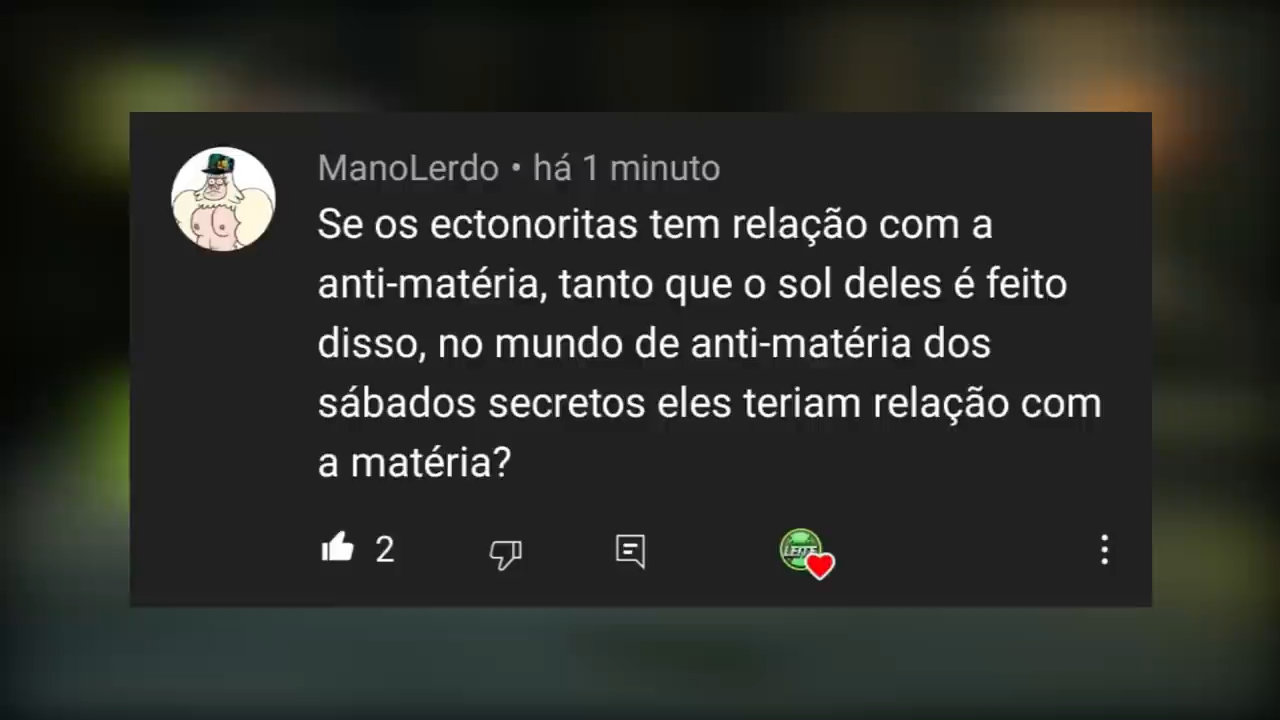 ManoLerdo • há 1 minuto
Se os ectonoritas tem relação com a
anti-matéria, tanto que o sol deles é feito
disso, no mundo de anti-matéria dos
sábados secretos eles teriam relação com
a matéria?
2
LEITE